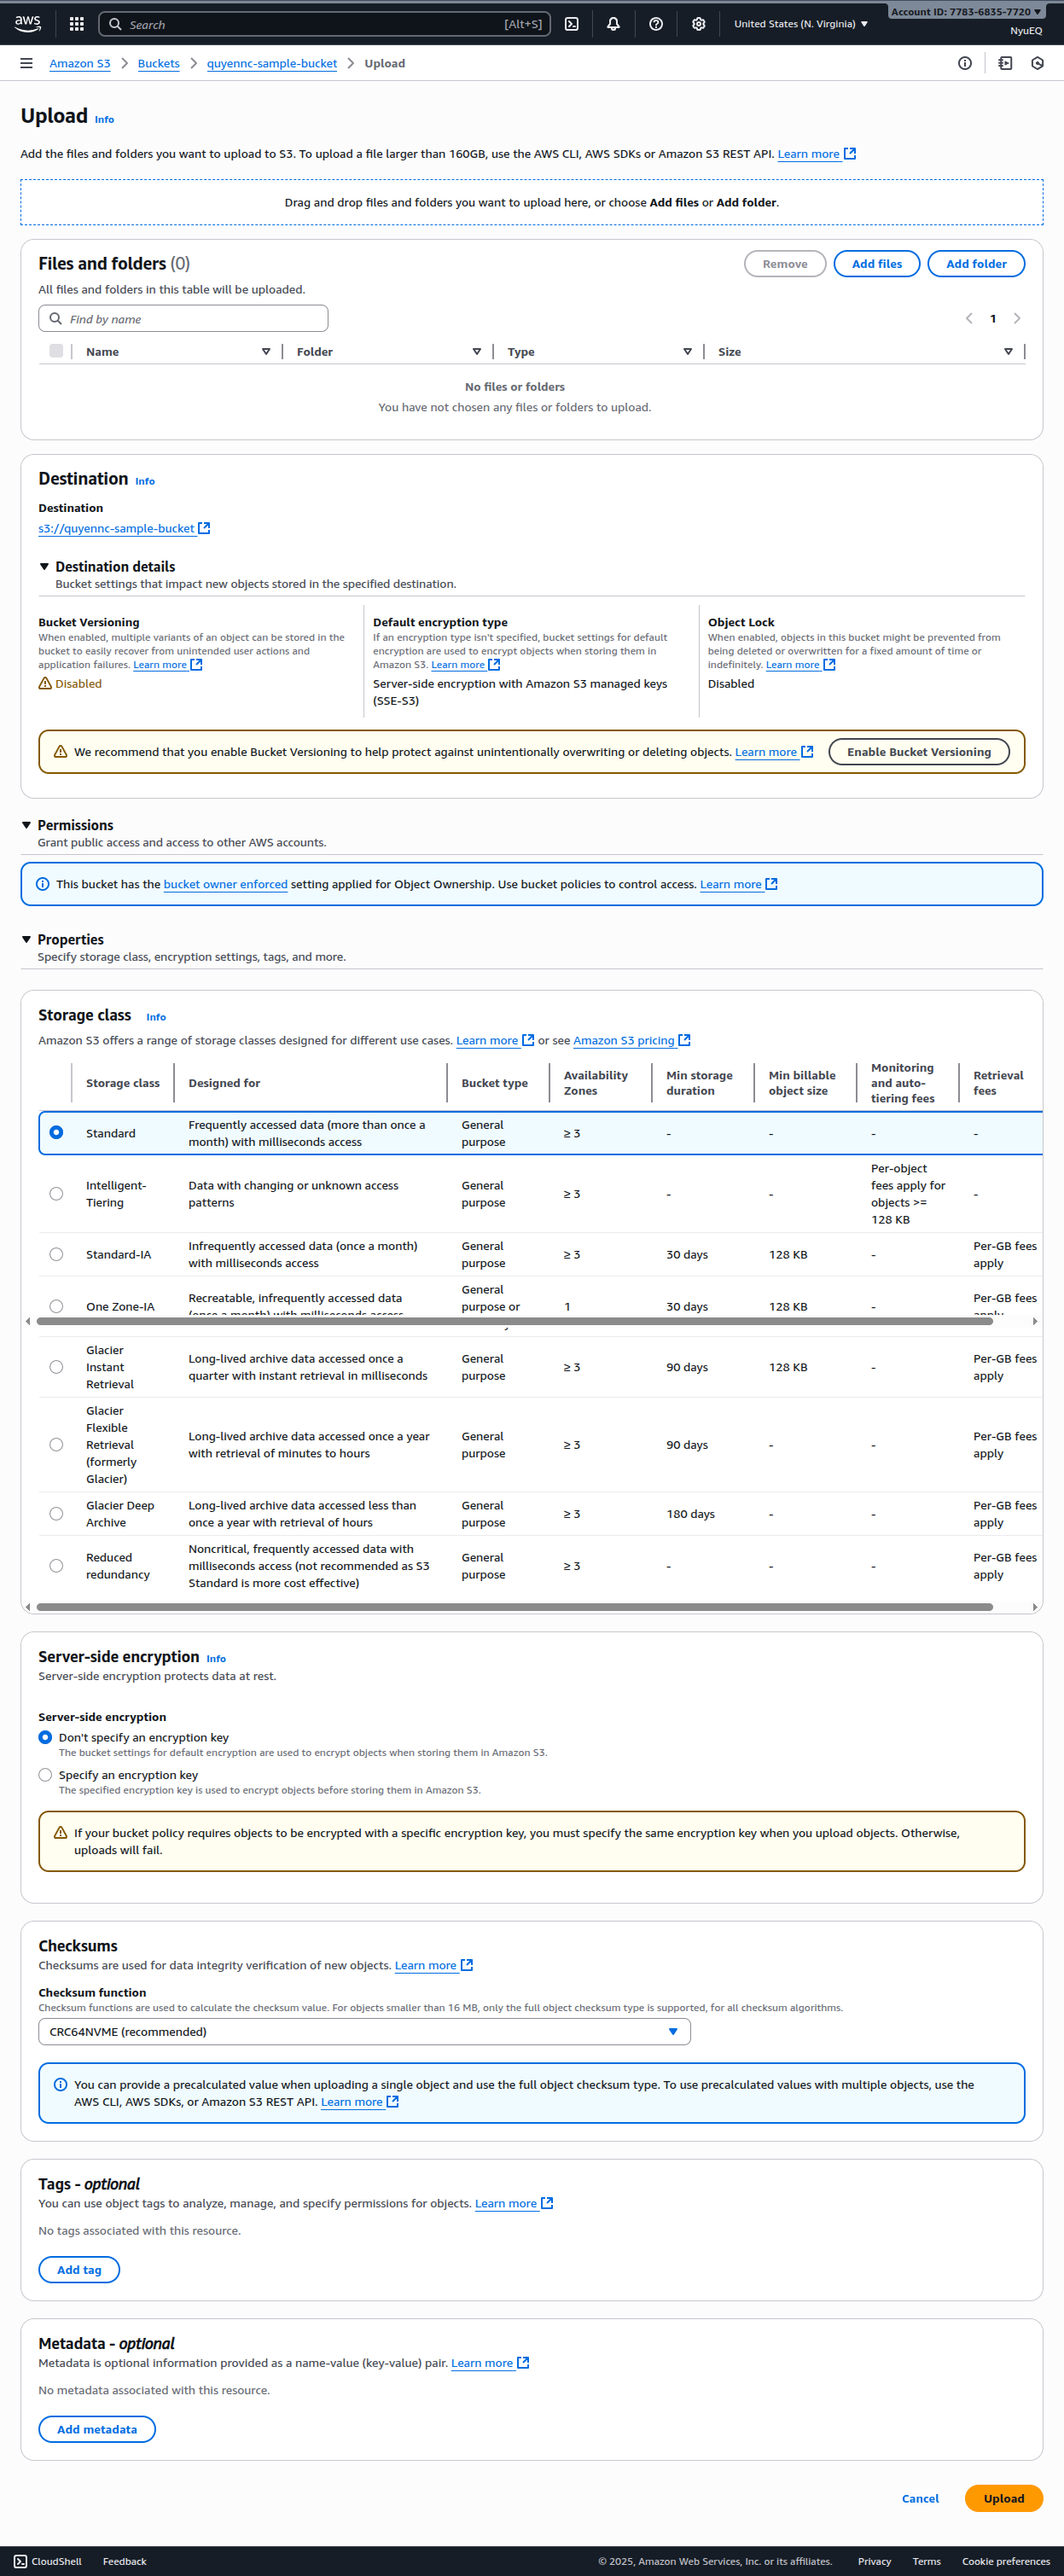 aws
Search
[Alt+S]
United States (N. Virginia)
Account ID: 7783-6835-7720
NyuEQ
Amazon S3
Buckets
quyennc-sample-bucket
Upload
Upload Info
Add the files and folders you want to upload to S3. To upload a file larger than 160GB, use the AWS CLI, AWS SDKs or Amazon S3 REST API. Learn more
Drag and drop files and folders you want to upload here, or choose Add files or Add folder.
Files and folders (0)
Remove
Add files
Add folder
All files and folders in this table will be uploaded.
Find by name
1
Name
Folder
Type
Size
No files or folders
You have not chosen any files or folders to upload.
Destination Info
Destination
s3://quyennc-sample-bucket
Destination details
Bucket settings that impact new objects stored in the specified destination.
Bucket Versioning
When enabled, multiple variants of an object can be stored in the
bucket to easily recover from unintended user actions and
application failures. Learn more
Disabled
Default encryption type
If an encryption type isn't specified, bucket settings for default
encryption are used to encrypt objects when storing them in
Amazon S3. Learn more
Server-side encryption with Amazon S3 managed keys
(SSE-S3)
Object Lock
When enabled, objects in this bucket might be prevented from
being deleted or overwritten for a fixed amount of time or
indefinitely. Learn more
Disabled
We recommend that you enable Bucket Versioning to help protect against unintentionally overwriting or deleting objects. Learn more
Enable Bucket Versioning
Permissions
Grant public access and access to other AWS accounts.
This bucket has the bucket owner enforced setting applied for Object Ownership. Use bucket policies to control access. Learn more
Properties
Specify storage class, encryption settings, tags, and more.
Storage class Info
Amazon S3 offers a range of storage classes designed for different use cases. Learn more or see Amazon S3 pricing
Storage class
Designed for
Bucket type
Availability
Zones
Min storage
duration
Min billable
object size
Monitoring
and auto-
tiering fees
Retrieval
fees
Standard
Frequently accessed data (more than once a
month) with milliseconds access
General
purpose
≥ 3
-
-
-
-
Intelligent-
Tiering
Data with changing or unknown access
patterns
General
purpose
≥ 3
-
-
Per-object
fees apply for
objects >=
128 KB
-
Standard-IA
Infrequently accessed data (once a month)
with milliseconds access
General
purpose
≥ 3
30 days
128 KB
-
Per-GB fees
apply
One Zone-IA
Recreatable, infrequently accessed data
(once a month) with milliseconds access
General
purpose or
1
30 days
128 KB
-
Per-GB fees
apply
Glacier
Instant
Retrieval
Long-lived archive data accessed once a
quarter with instant retrieval in milliseconds
General
purpose
≥ 3
90 days
128 KB
-
Per-GB fees
apply
Glacier
Flexible
Retrieval
(formerly
Glacier)
Long-lived archive data accessed once a year
with retrieval of minutes to hours
General
purpose
≥ 3
90 days
-
-
Per-GB fees
apply
Glacier Deep
Archive
Long-lived archive data accessed less than
once a year with retrieval of hours
General
purpose
≥ 3
180 days
-
-
Per-GB fees
apply
Reduced
redundancy
Noncritical, frequently accessed data with
milliseconds access (not recommended as S3
Standard is more cost effective)
General
purpose
≥ 3
-
-
-
Per-GB fees
apply
Server-side encryption Info
Server-side encryption protects data at rest.
Server-side encryption
Don't specify an encryption key
The bucket settings for default encryption are used to encrypt objects when storing them in Amazon S3.
Specify an encryption key
The specified encryption key is used to encrypt objects before storing them in Amazon S3.
If your bucket policy requires objects to be encrypted with a specific encryption key, you must specify the same encryption key when you upload objects. Otherwise,
uploads will fail.
Checksums
Checksums are used for data integrity verification of new objects. Learn more
Checksum function
Checksum functions are used to calculate the checksum value. For objects smaller than 16 MB, only the full object checksum type is supported, for all checksum algorithms.
CRC64NVME (recommended)
You can provide a precalculated value when uploading a single object and use the full object checksum type. To use precalculated values with multiple objects, use the
AWS CLI, AWS SDKs, or Amazon S3 REST API. Learn more
Tags - optional
You can use object tags to analyze, manage, and specify permissions for objects. Learn more
No tags associated with this resource.
Add tag
Metadata - optional
Metadata is optional information provided as a name-value (key-value) pair. Learn more
No metadata associated with this resource.
Add metadata
Cancel
Upload
CloudShell
Feedback
© 2025, Amazon Web Services, Inc. or its affiliates.
Privacy
Terms
Cookie preferences